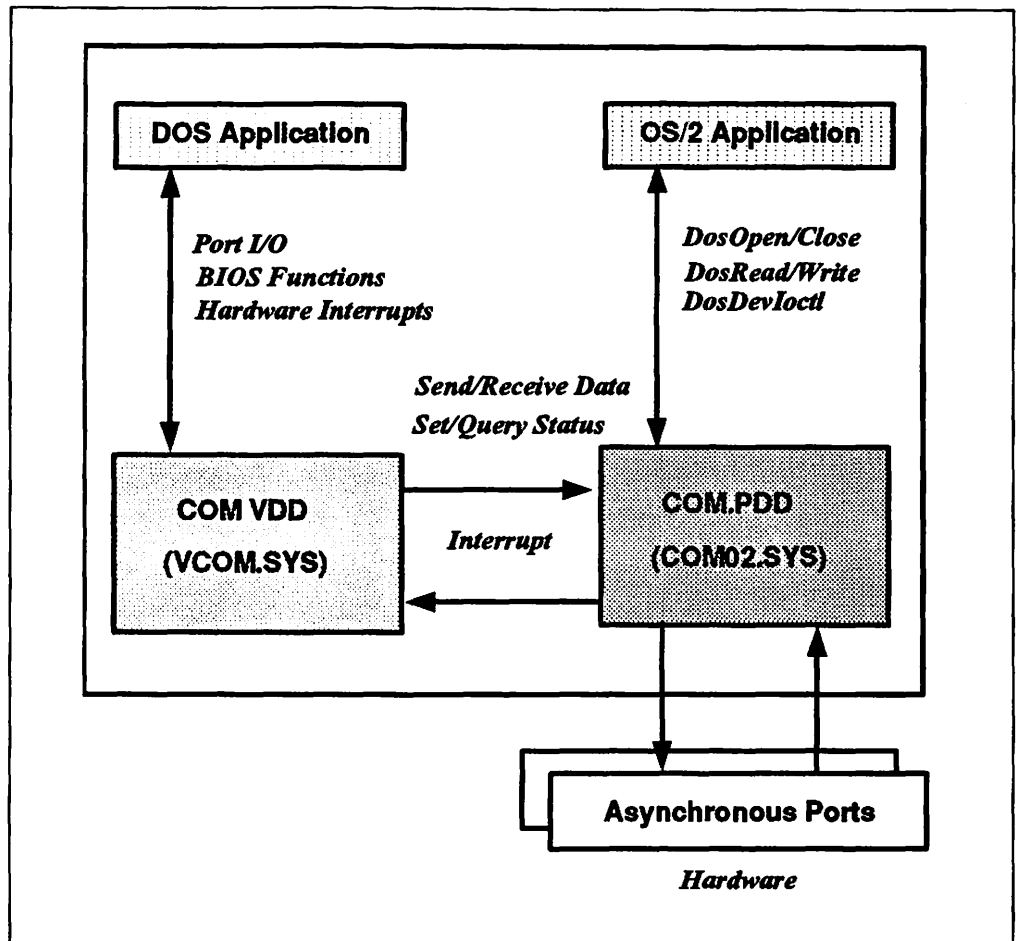 DOS Application
OS/2 Application
Port I/O
BIOS Functions
Hardware Interrupts
DosOpen/Close
DosRead/Write
DosDevIoctl
Send/Receive Data
Set/Query Status
COM VDD
(VCOM.SYS)
Interrupt
COM.PDD
(COM02.SYS)
Asynchronous Ports
Hardware